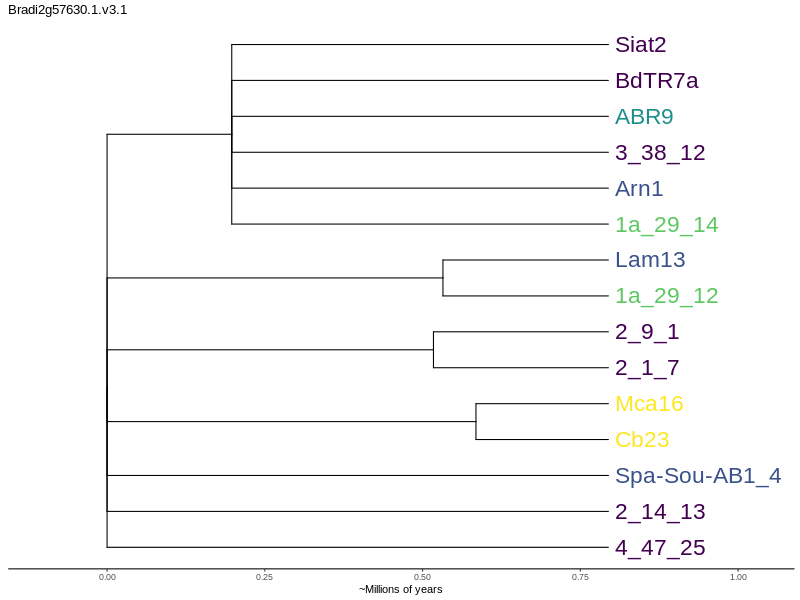 Bradi2g57630.1.v3.1
Siat2
BdTR7a
ABR9
3_38_12
Arn1
1a_29_14
Lam13
1a_29_12
2_9_1
2_1_7
Mca16
Cb23
Spa-Sou-AB1_4
2_14_13
4_47_25
0.00 0.25 0.50 0.75 1.00
~Millions of years